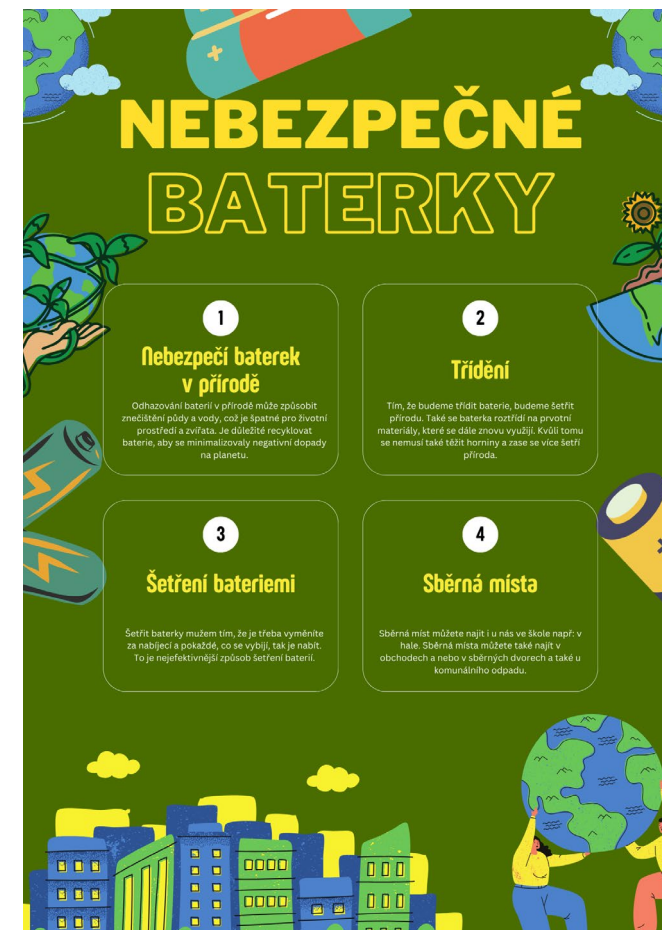 NEBEZPEČNÉ
BATERKY
1
Nebezpečí baterek
v přírodě
Odhazování baterií v přírodě může způsobit
znečištění půdy a vody, což je špatné pro životní
prostředí a zvířata. Je důležité recyklovat
baterie, aby se minimalizovaly negativní dopady
na planetu.
2
Třídění
Tím, že budeme třídit baterie, budeme šetřit
přírodu. Také se baterka roztřídí na prvotní
materiály, které se dále znovu využijí. Kvůli tomu
se nemusí také těžit horniny a zase se více šetří
příroda.
3
Šetření bateriemi
Šetřit baterky mužem tím, že je třeba vyměníte
za nabíjecí a pokaždé, co se vybijí, tak je nabít.
To je nejefektivnější způsob šetření baterií.
4
Sběrná místa
Sběrná míst můžete najít i u nás ve škole např: v
hale. Sběrná místa můžete také najít v
obchodech a nebo v sběrných dvorech a také u
komunálního odpadu.